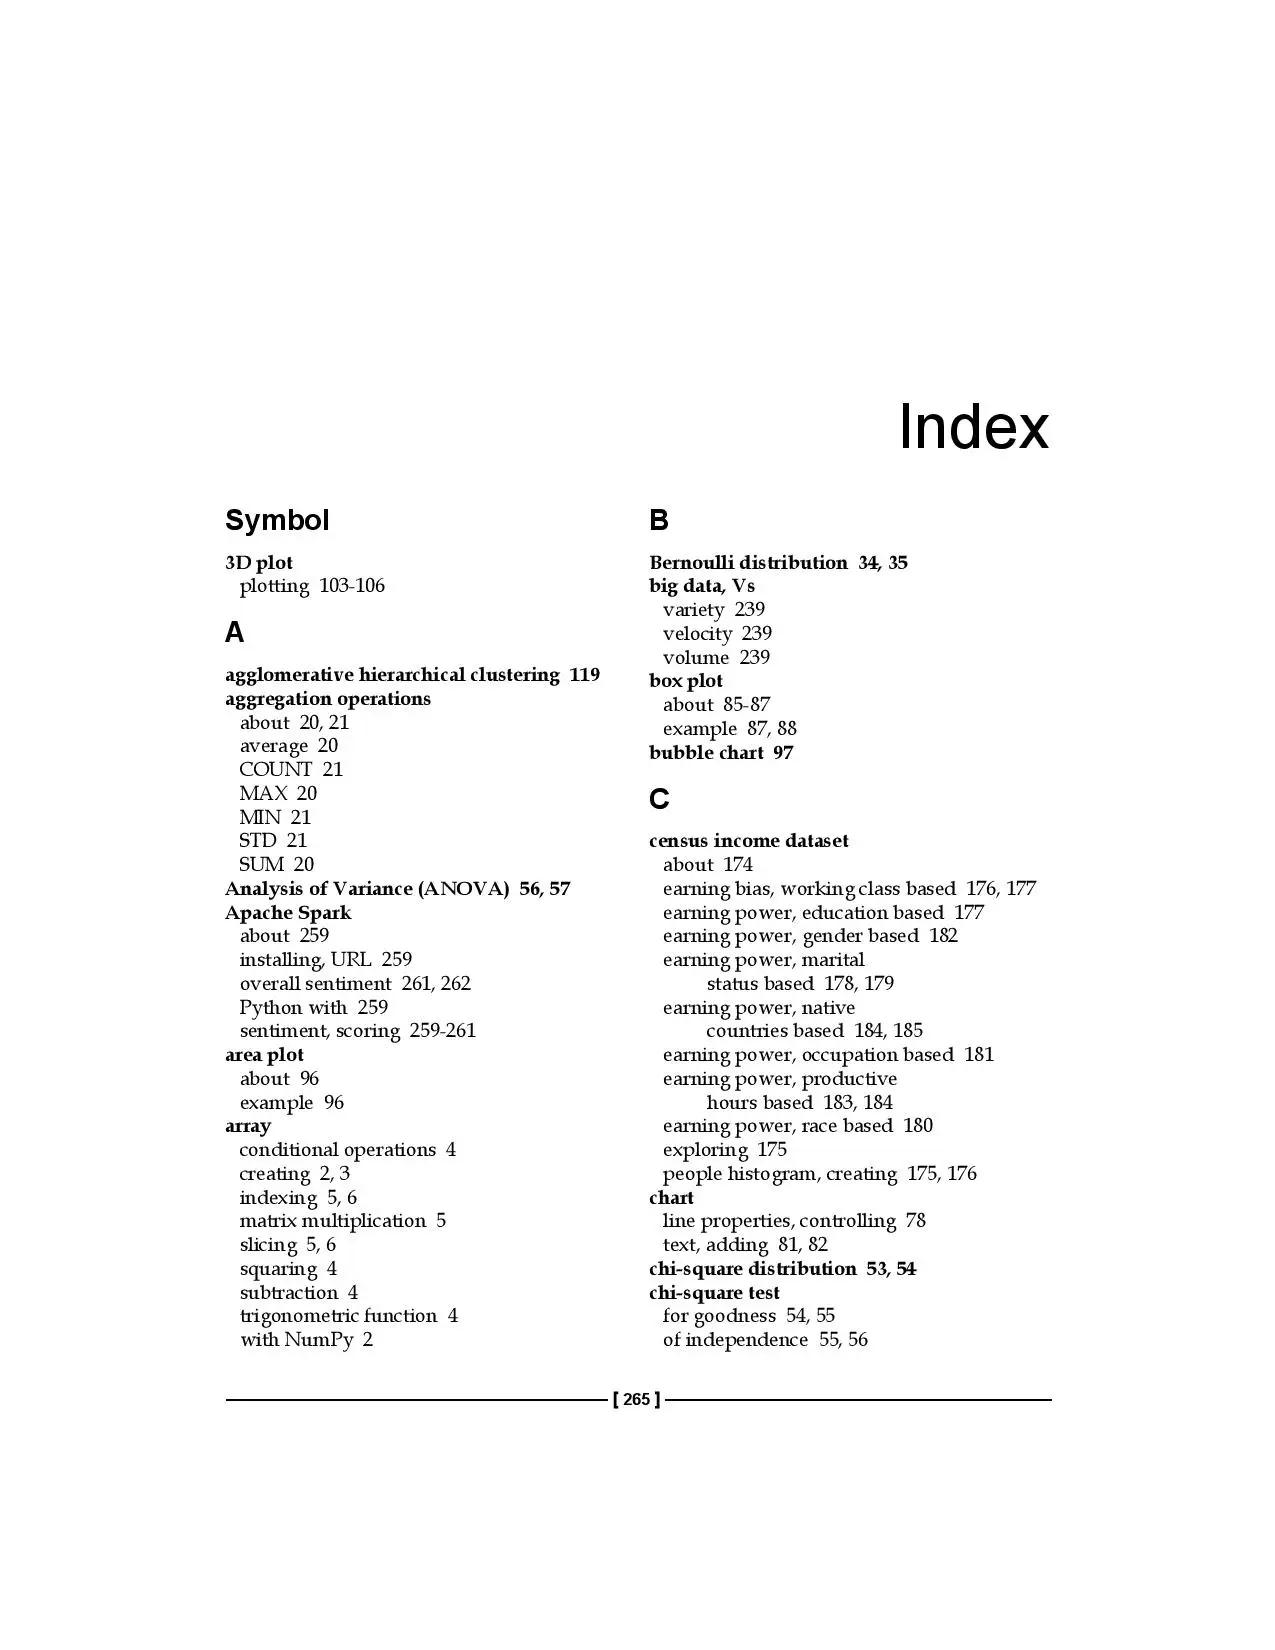 Index
Symbol
3D plot
plotting 103-106
A
agglomerative hierarchical clustering 119
aggregation operations
about 20, 21
average 20
COUNT 21
MAX 20
MIN 21
STD 21
SUM 20
Analysis of Variance (ANOVA) 56, 57
Apache Spark
about 259
installing, URL 259
overall sentiment 261, 262
Python with 259
sentiment, scoring 259-261
area plot
about 96
example 96
array
conditional operations 4
creating 2, 3
indexing 5, 6
matrix multiplication 5
slicing 5, 6
squaring 4
subtraction 4
trigonometric function 4
with NumPy 2
B
Bernoulli distribution 34, 35
big data, Vs
variety 239
velocity 239
volume 239
box plot
about 85-87
example 87, 88
bubble chart 97
C
census income dataset
about 174
earning bias, working class based 176, 177
earning power, education based 177
earning power, gender based 182
earning power, marital
status based 178, 179
earning power, native
countries based 184, 185
earning power, occupation based 181
earning power, productive
hours based 183, 184
earning power, race based 180
exploring 175
people histogram, creating 175, 176
chart
line properties, controlling 78
text, adding 81, 82
chi-square distribution 53, 54
chi-square test
for goodness 54, 55
of independence 55, 56
[ 265 ]